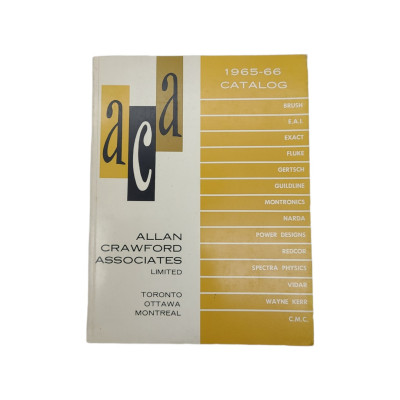 aca
ALLAN
CRAWFORD
ASSOCIATES
LIMITED
TORONTO
OTTAWA
MONTREAL
1965-66
CATALOG
BRUSH
E.A.I.
EXACT
FLUKE
GERTSCH
GUILDLINE
MONTRONICS
NARDA
POWER DESIGNS
REDCOR
SPECTRA PHYSICS
VIDAR
WAYNE KERR
C.M.C.